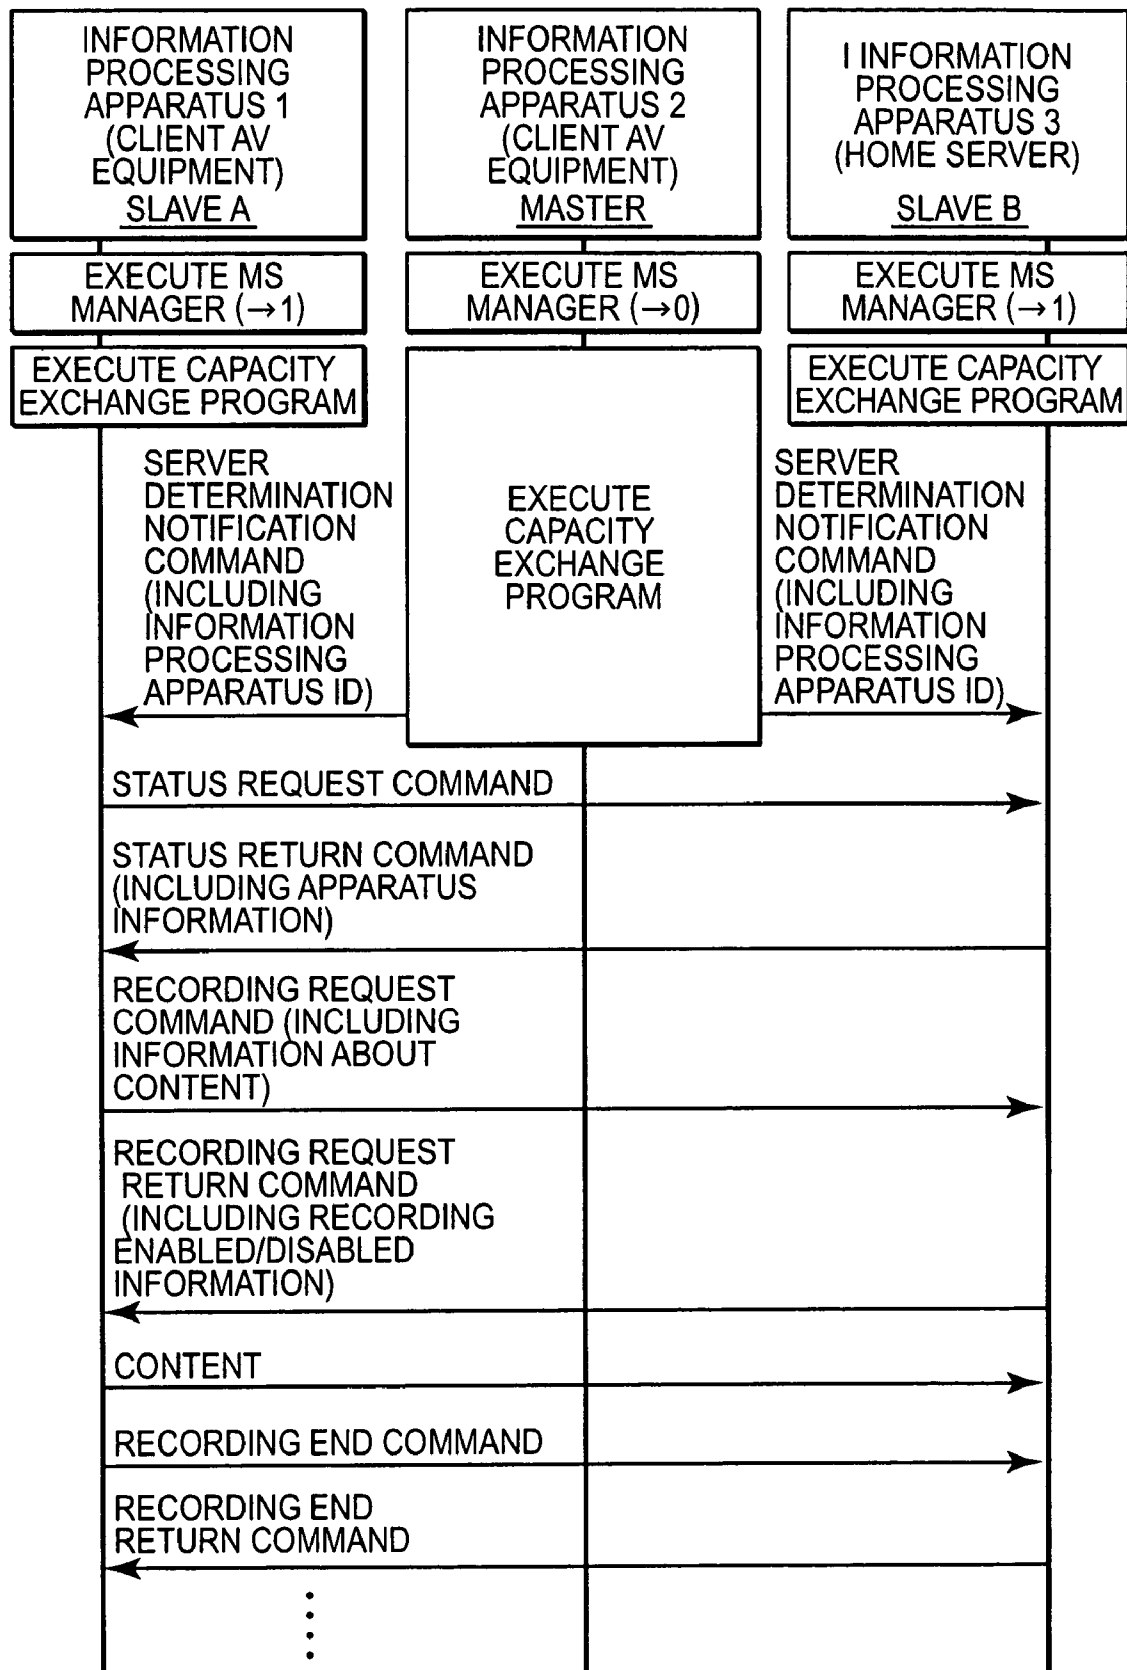 INFORMATION
PROCESSING
APPARATUS 1
(CLIENT AV
EQUIPMENT)
SLAVE A
INFORMATION
PROCESSING
APPARATUS 2
(CLIENT AV
EQUIPMENT)
MASTER
I INFORMATION
PROCESSING
APPARATUS 3
(HOME SERVER)
SLAVE B
EXECUTE MS
MANAGER (→1)
EXECUTE MS
MANAGER (→0)
EXECUTE MS
MANAGER (→1)
EXECUTE CAPACITY
EXCHANGE PROGRAM
EXECUTE
CAPACITY
EXCHANGE
PROGRAM
EXECUTE CAPACITY
EXCHANGE PROGRAM
SERVER
DETERMINATION
NOTIFICATION
COMMAND
(INCLUDING
INFORMATION
PROCESSING
APPARATUS ID)
SERVER
DETERMINATION
NOTIFICATION
COMMAND
(INCLUDING
INFORMATION
PROCESSING
APPARATUS ID)
STATUS REQUEST COMMAND
STATUS RETURN COMMAND
(INCLUDING APPARATUS
INFORMATION)
RECORDING REQUEST
COMMAND (INCLUDING
INFORMATION ABOUT
CONTENT)
RECORDING REQUEST
RETURN COMMAND
(INCLUDING RECORDING
ENABLED/DISABLED
INFORMATION)
CONTENT
RECORDING END COMMAND
RECORDING END
RETURN COMMAND